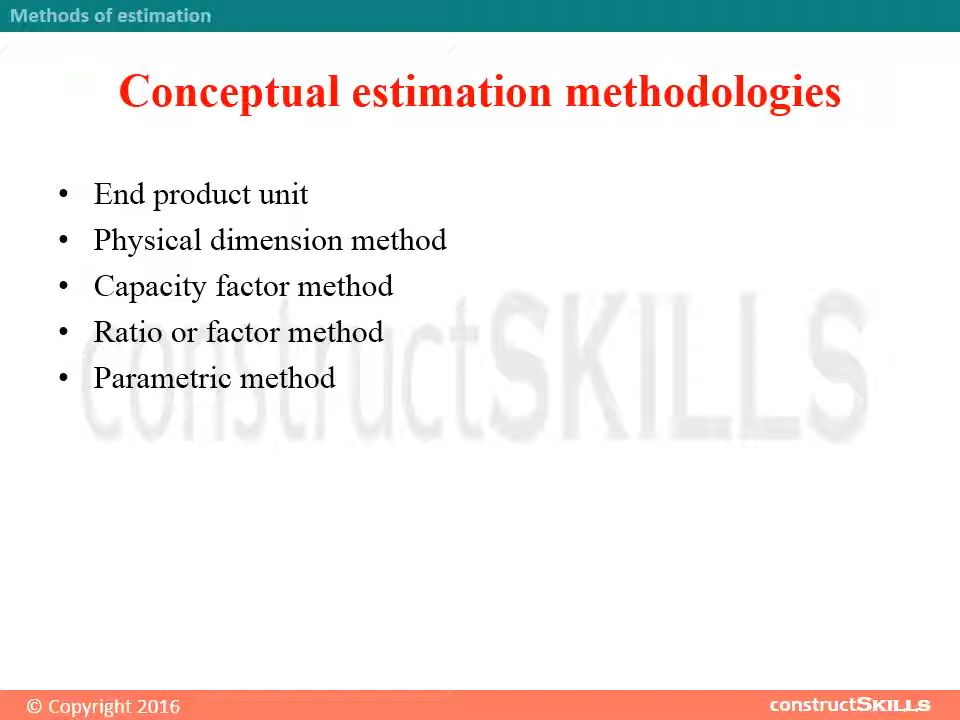 Methods of estimation
Conceptual estimation methodologies
• End product unit
• Physical dimension method
• Capacity factor method
• Ratio or factor method
• Parametric method
constructSKILLS
© Copyright 2016
constructSKILLS